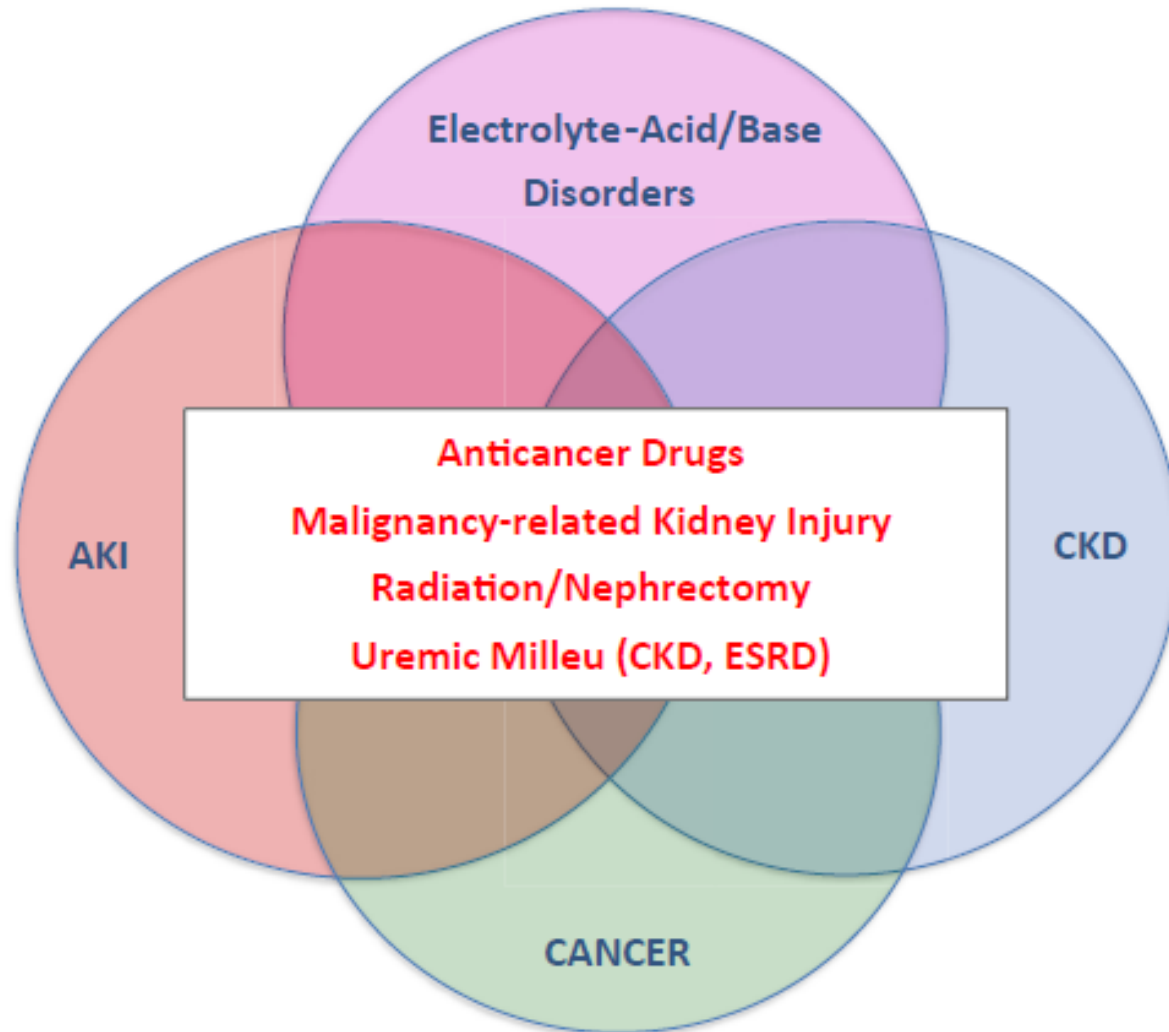 Electrolyte-Acid/Base
Disorders
Anticancer Drugs
Malignancy-related Kidney Injury
AKI
CKD
Radiation/Nephrectomy
Uremic Milleu (CKD, ESRD)
CANCER